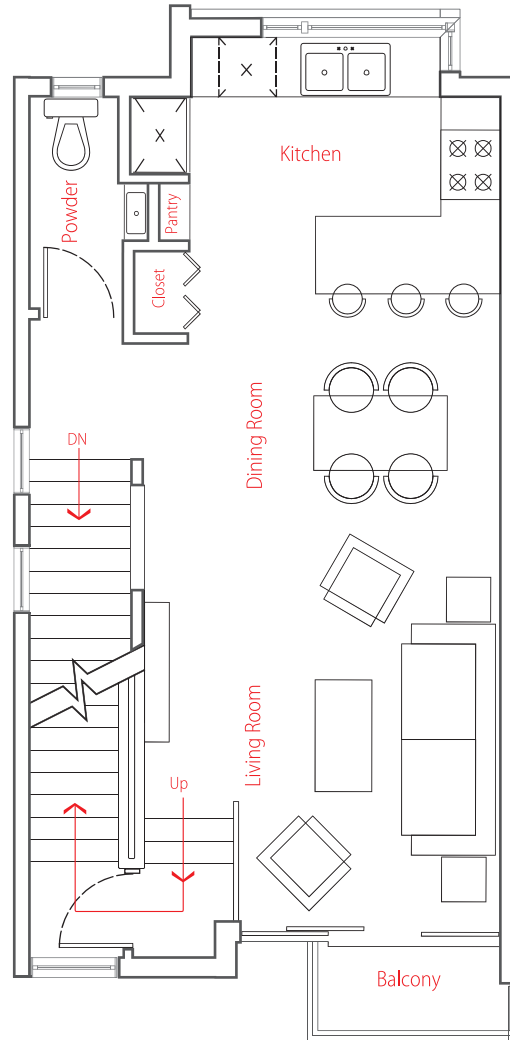 Kitchen
Powder
Pantry
Closet
DN
Dining Room
Living Room
Up
Balcony